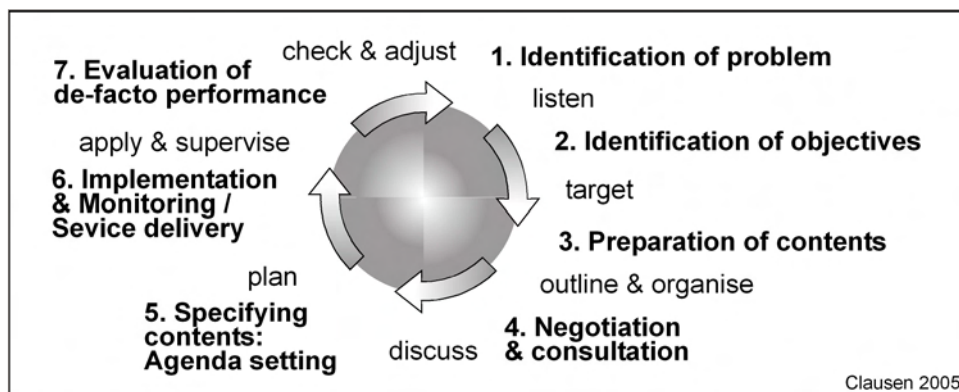 check & adjust
1. Identification of problem
listen
2. Identification of objectives
target
3. Preparation of contents
outline & organise
4. Negotiation
& consultation
discuss
5. Specifying
contents:
Agenda setting
plan
6. Implementation
& Monitoring /
Sevice delivery
apply & supervise
7. Evaluation of
de-facto performance
Clausen 2005